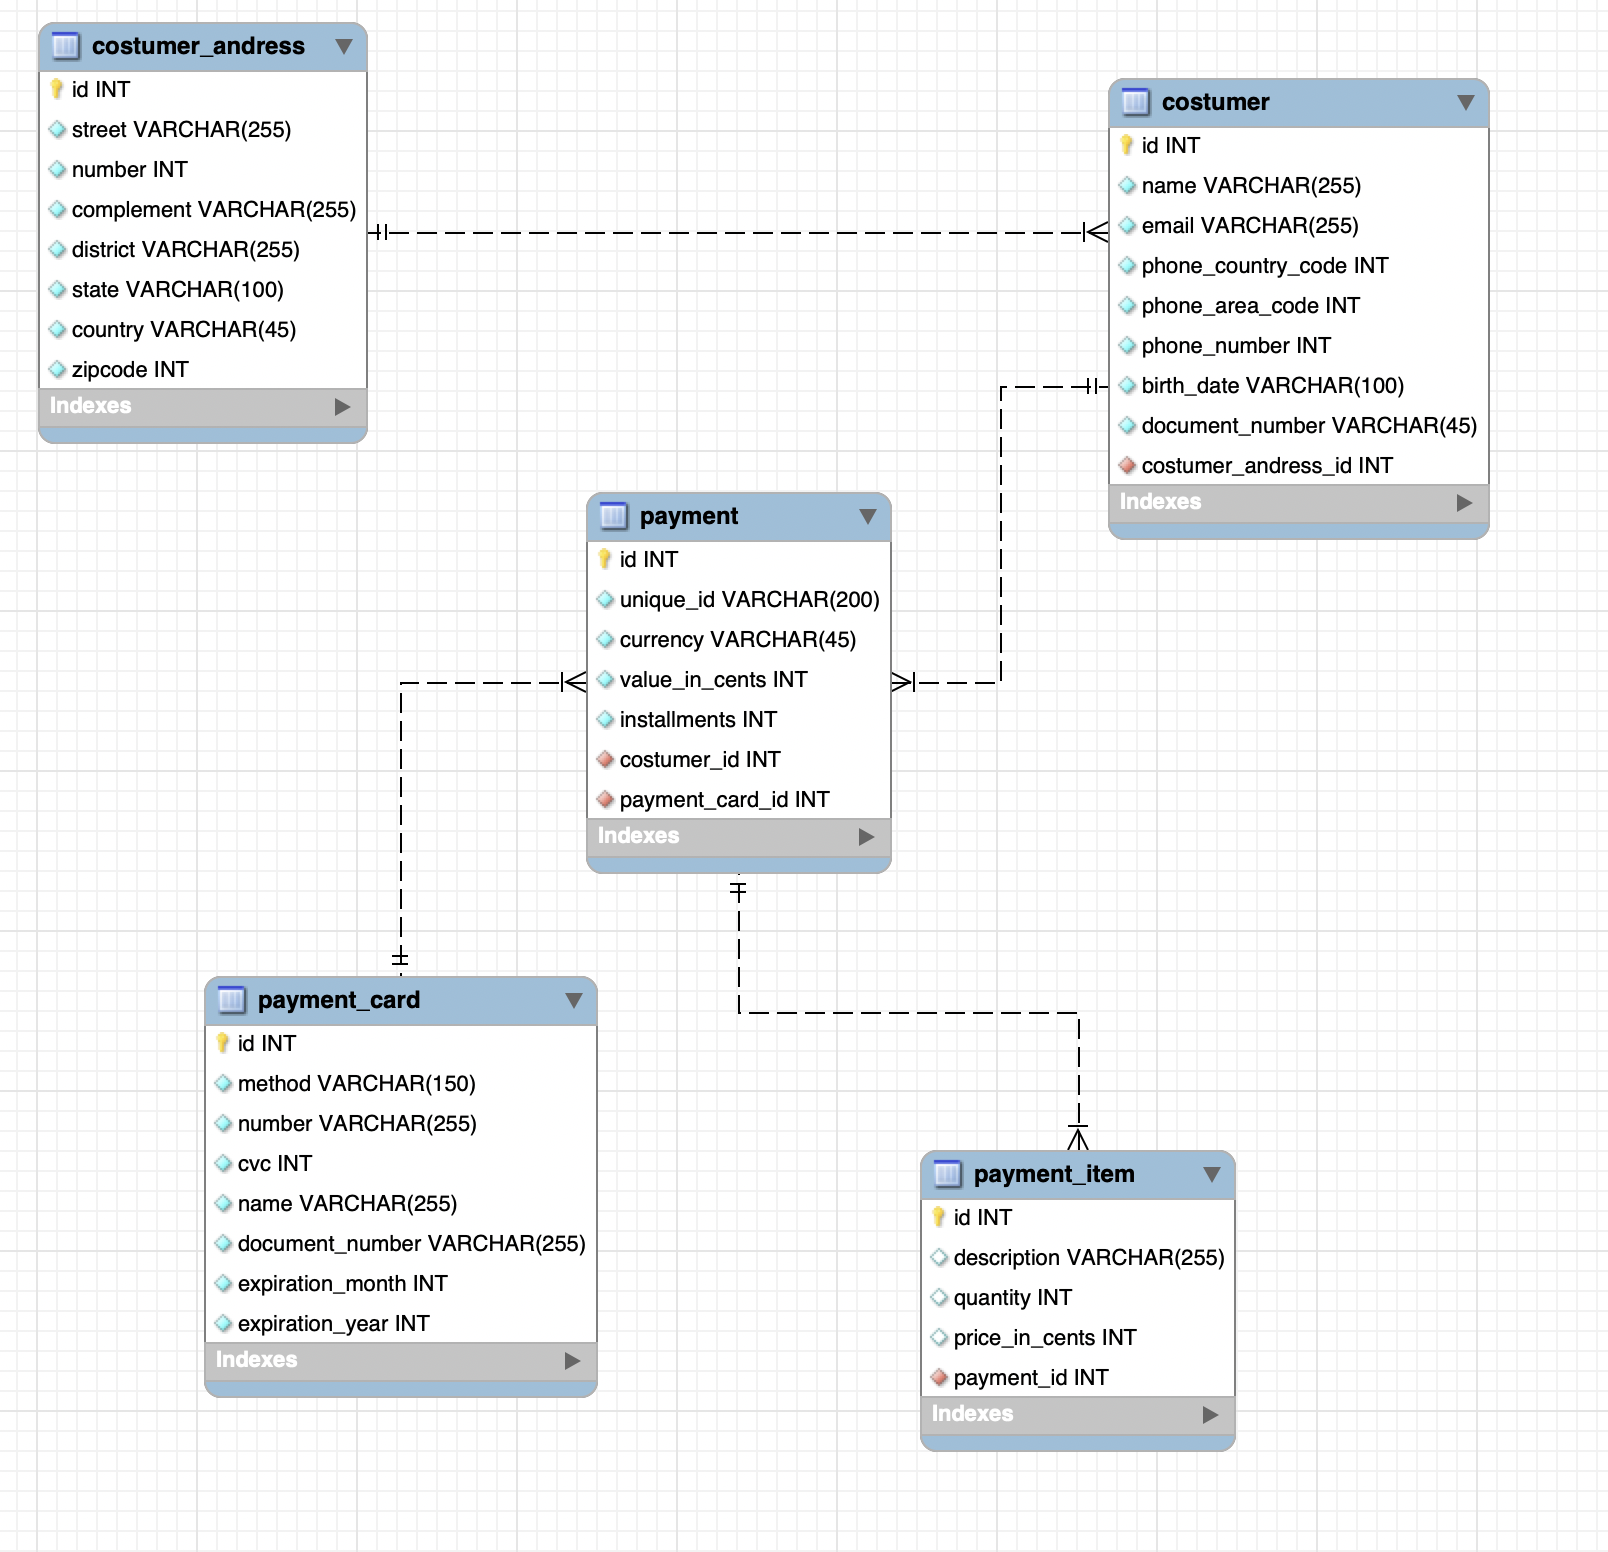 costumer_andress
id INT
street VARCHAR(255)
number INT
complement VARCHAR(255)
district VARCHAR(255)
state VARCHAR(100)
country VARCHAR(45)
zipcode INT
Indexes
costumer
id INT
name VARCHAR(255)
email VARCHAR(255)
phone_country_code INT
phone_area_code INT
phone_number INT
birth_date VARCHAR(100)
document_number VARCHAR(45)
costumer_andress_id INT
Indexes
payment
id INT
unique_id VARCHAR(200)
currency VARCHAR(45)
value_in_cents INT
installments INT
costumer_id INT
payment_card_id INT
Indexes
payment_card
id INT
method VARCHAR(150)
number VARCHAR(255)
cvc INT
name VARCHAR(255)
document_number VARCHAR(255)
expiration_month INT
expiration_year INT
Indexes
payment_item
id INT
description VARCHAR(255)
quantity INT
price_in_cents INT
payment_id INT
Indexes